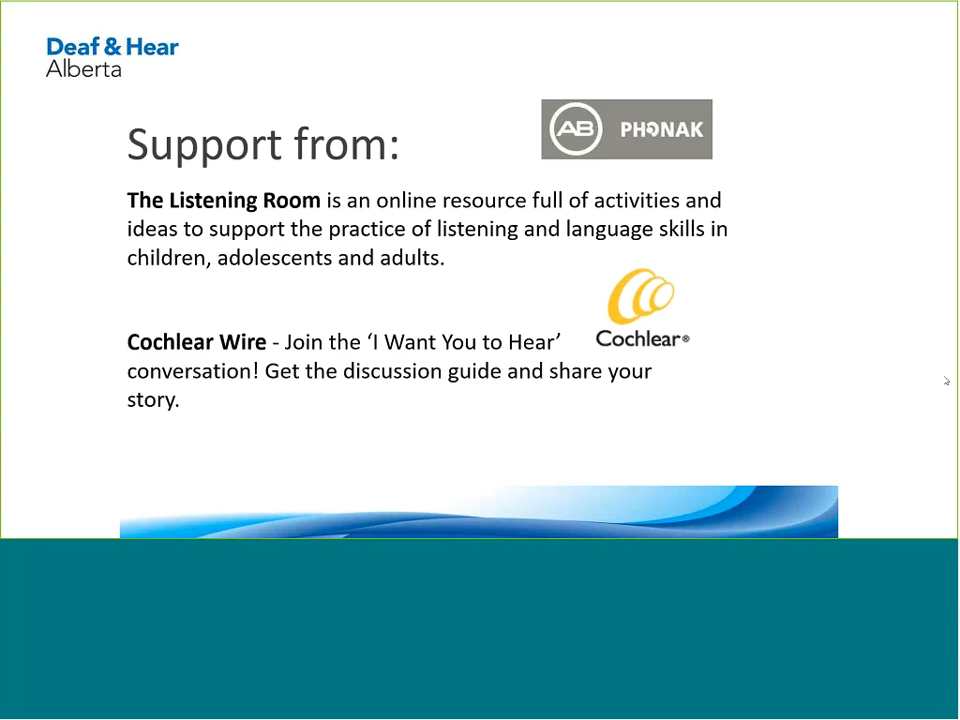 Deaf & Hear
Alberta
AB PHONAK
Support from:
The Listening Room is an online resource full of activities and
ideas to support the practice of listening and language skills in
children, adolescents and adults.
Cochlear®
Cochlear Wire - Join the ‘I Want You to Hear’
conversation! Get the discussion guide and share your
story.